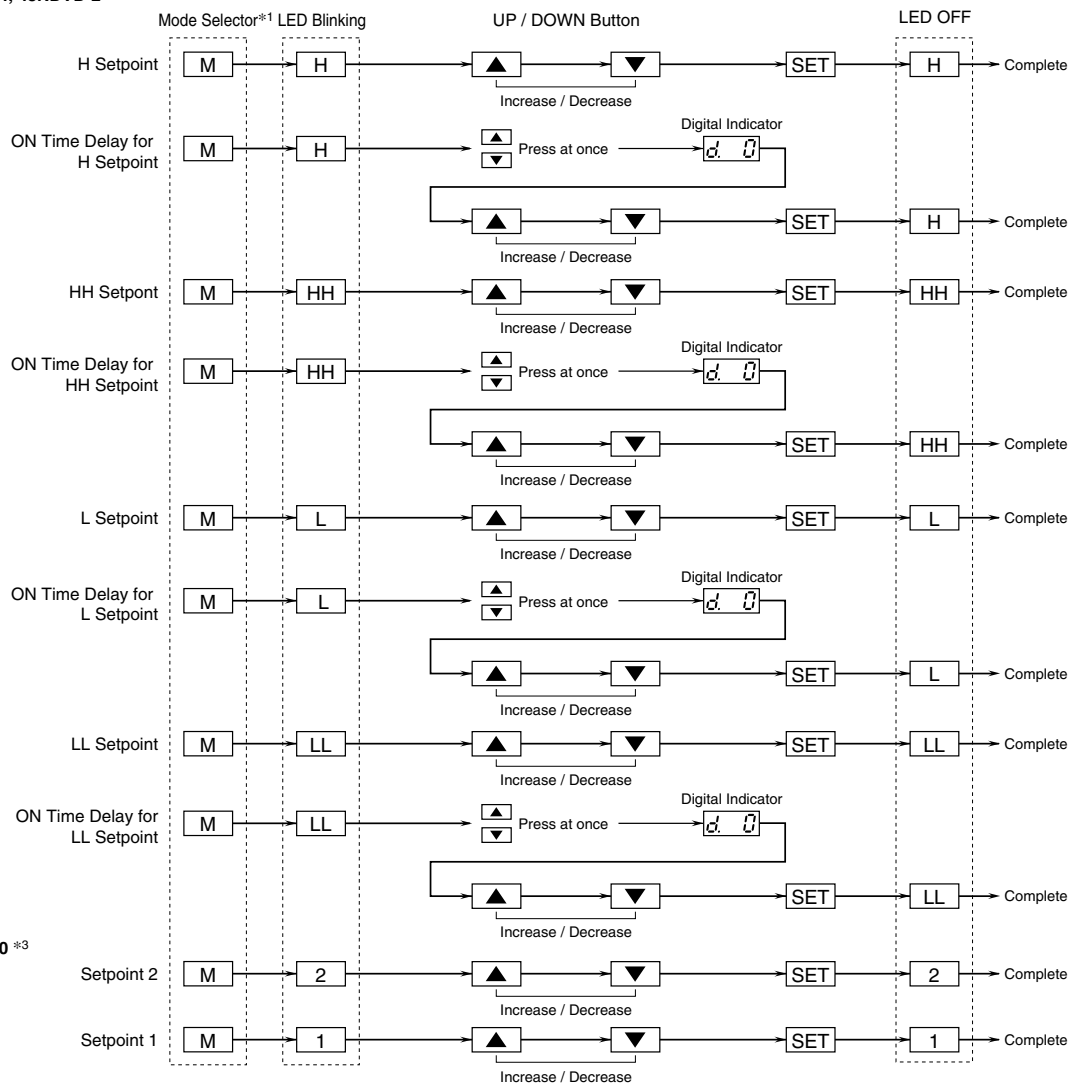 Mode Selector*1 LED Blinking UP / DOWN Button LED OFF
H Setpoint M H ▲ ▼ SET H Complete
Increase / Decrease
ON Time Delay for
H Setpoint
M H ▲ ▼ Press at once
Digital Indicator
d. 0
▲ ▼ SET H Complete
Increase / Decrease
HH Setpont M HH ▲ ▼ SET HH Complete
Increase / Decrease
ON Time Delay for
HH Setpoint
M HH ▲ ▼ Press at once
Digital Indicator
d. 0
▲ ▼ SET HH Complete
Increase / Decrease
L Setpoint M L ▲ ▼ SET L Complete
Increase / Decrease
ON Time Delay for
L Setpoint
M L ▲ ▼ Press at once
Digital Indicator
d. 0
▲ ▼ SET L Complete
Increase / Decrease
LL Setpoint M LL ▲ ▼ SET LL Complete
Increase / Decrease
ON Time Delay for
LL Setpoint
M LL ▲ ▼ Press at once
Digital Indicator
d. 0
▲ ▼ SET LL Complete
Increase / Decrease
0 *3
Setpoint 2 M 2 ▲ ▼ SET 2 Complete
Increase / Decrease
Setpoint 1 M 1 ▲ ▼ SET 1 Complete
Increase / Decrease